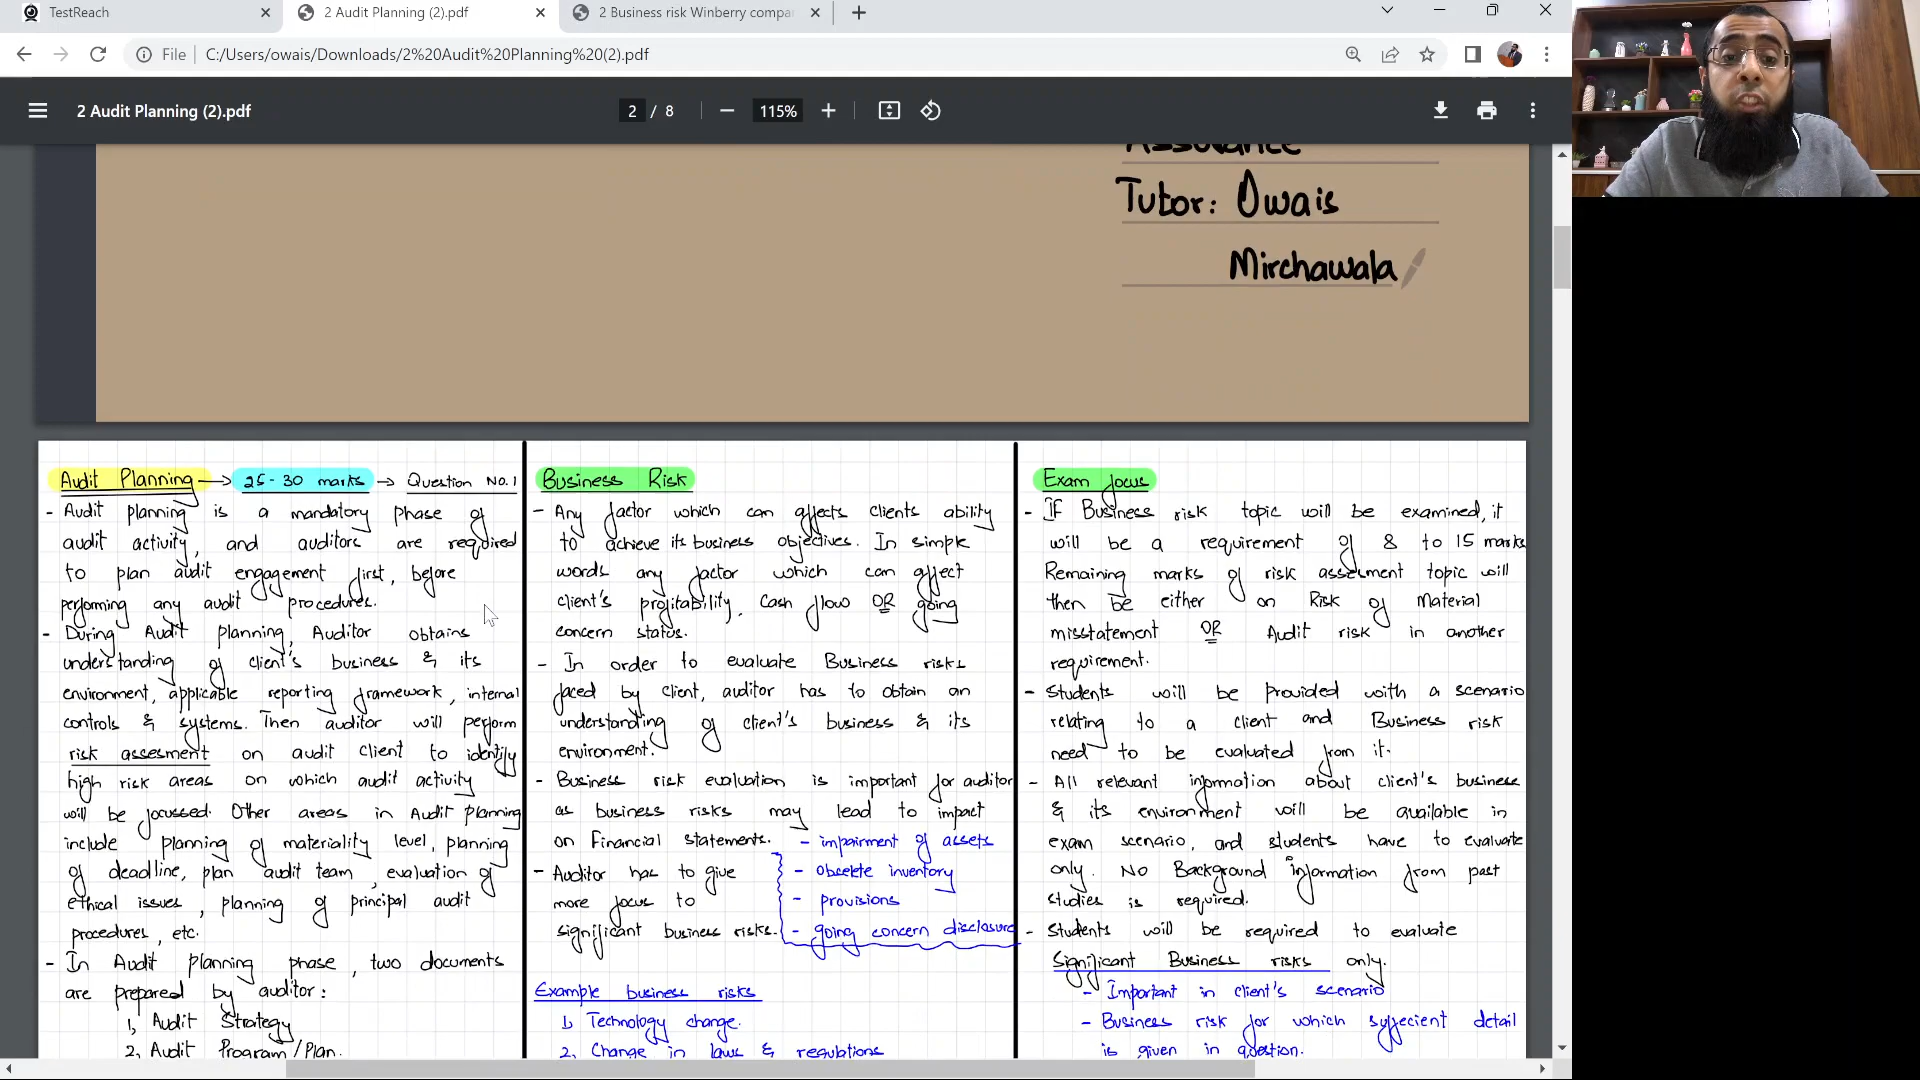 TestReach
2 Audit Planning (2).pdf
2 Business risk Winberry compa
File C:/Users/owais/Downloads/2%20Audit%20Planning%20(2).pdf
2 Audit Planning (2).pdf
2 / 8
115%
Assurance
Tutor: Owais
Mirchawala
Audit Planning → 25-30 marks → Question No.1
- Audit planning is a mandatory phase of
audit activity, and auditors are required
to plan audit engagement first, before
performing any audit procedures.
- During Audit planning, Auditor obtains
understanding of client's business & its
environment, applicable reporting framework, internal
controls & systems. Then auditor will perform
risk assesment on audit client to identify
high risk areas on which audit activity
will be focussed. Other areas in Audit planning
include planning of materiality level, planning
of deadline, plan audit team, evaluation of
ethical issues, planning of principal audit
procedures, etc.
- In Audit planning phase, two documents
are prepared by auditor:
1, Audit Strategy
2, Audit Program/Plan.
Business Risk
- Any factor which can affects clients ability
to achieve its business objectives. In simple
words any factor which can affect
client's profitability, Cash flow OR going
concern status.
- In order to evaluate Business risks
faced by client, auditor has to obtain an
understanding of client's business & its
environment.
- Business risk evaluation is important for auditor
as business risks may lead to impact
on Financial statements.
- impairment of assets
- obselete inventory
- provisions
- going concern disclosure
- Auditor has to give
more focus to
significant business risks.
Example business risks
1, Technology change.
2, Change in laws & regulations
Exam focus
- IF Business risk topic will be examined, it
will be a requirement of 8 to 15 marks
Remaining marks of risk assesment topic will
then be either on Risk of Material
misstatement OR Audit risk in another
requirement.
- Students will be provided with a scenario
relating to a client and Business risk
need to be evaluated from it.
- All relevant information about client's business
& its environment will be available in
exam scenario, and students have to evaluate
only. No Background information from past
studies is required.
- Students will be required to evaluate
Significant Business risks only.
- Important in client's scenario
- Business risk for which suffecient detail
is given in question.